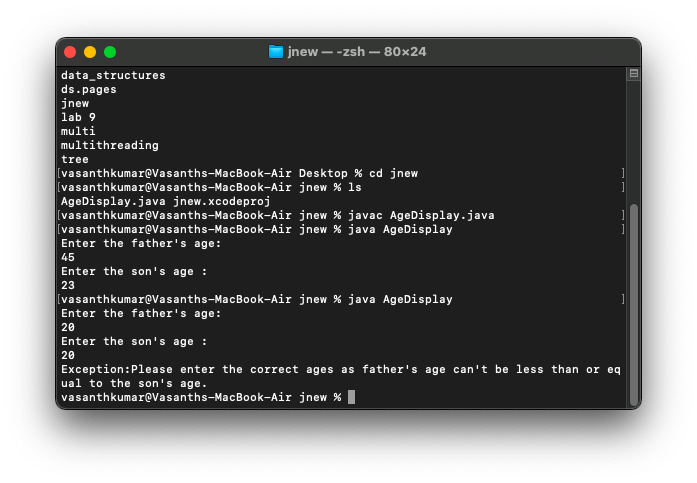 jnew — -zsh — 80×24
data_structures
ds.pages
jnew
lab 9
multi
multithreading
tree
[vasanthkumar@Vasanths-MacBook-Air Desktop % cd jnew ]
[vasanthkumar@Vasanths-MacBook-Air jnew % ls ]
AgeDisplay.java jnew.xcodeproj
[vasanthkumar@Vasanths-MacBook-Air jnew % javac AgeDisplay.java ]
[vasanthkumar@Vasanths-MacBook-Air jnew % java AgeDisplay ]
Enter the father's age:
45
Enter the son's age :
23
[vasanthkumar@Vasanths-MacBook-Air jnew % java AgeDisplay ]
Enter the father's age:
20
Enter the son's age :
20
Exception:Please enter the correct ages as father's age can't be less than or eq
ual to the son's age.
vasanthkumar@Vasanths-MacBook-Air jnew %